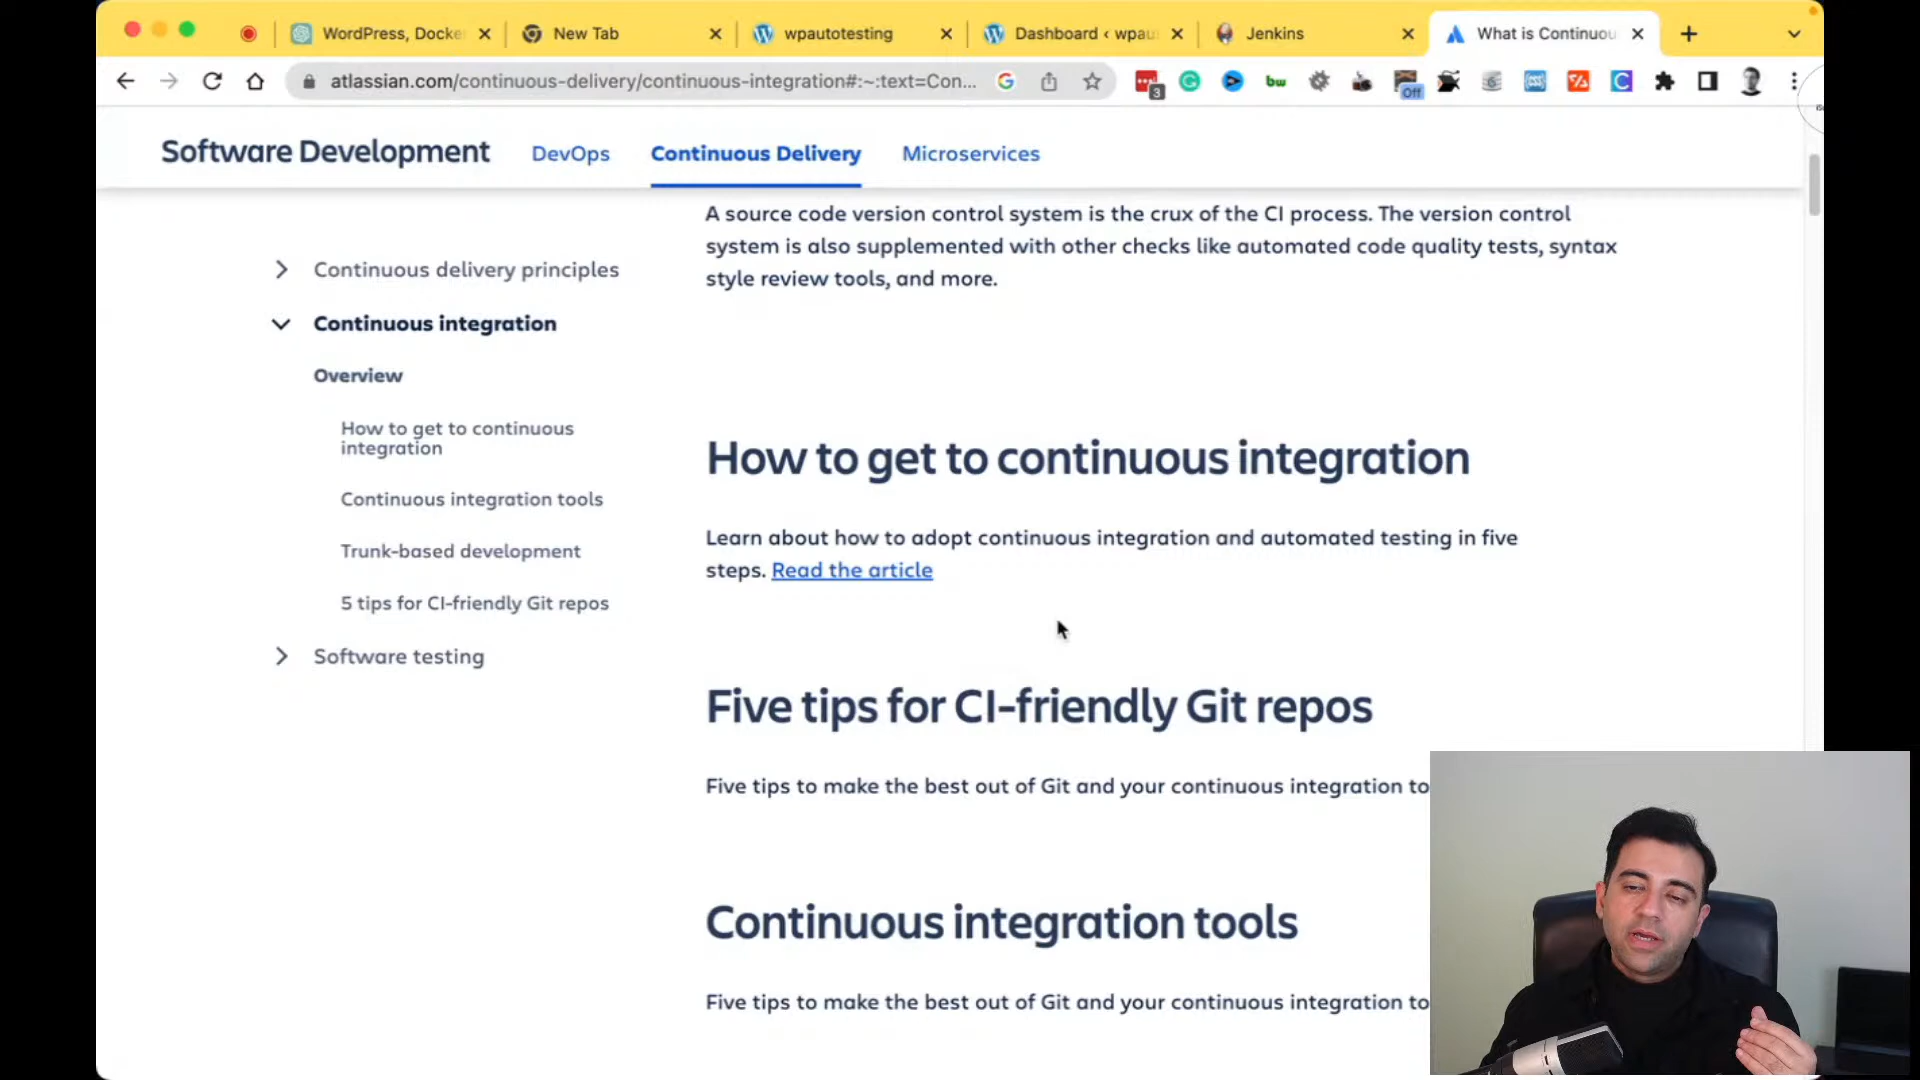 WordPress, Docke
New Tab
wpautotesting
Dashboard ‹ wpau
Jenkins
What is Continuou
atlassian.com/continuous-delivery/continuous-integration#:~:text=Con...
3
bw
Off
Software Development
DevOps
Continuous Delivery
Microservices
A source code version control system is the crux of the CI process. The version control
system is also supplemented with other checks like automated code quality tests, syntax
style review tools, and more.
Continuous delivery principles
Continuous integration
Overview
How to get to continuous
integration
Continuous integration tools
Trunk-based development
5 tips for CI-friendly Git repos
Software testing
How to get to continuous integration
Learn about how to adopt continuous integration and automated testing in five
steps. Read the article
Five tips for CI-friendly Git repos
Five tips to make the best out of Git and your continuous integration to
Continuous integration tools
Five tips to make the best out of Git and your continuous integration to